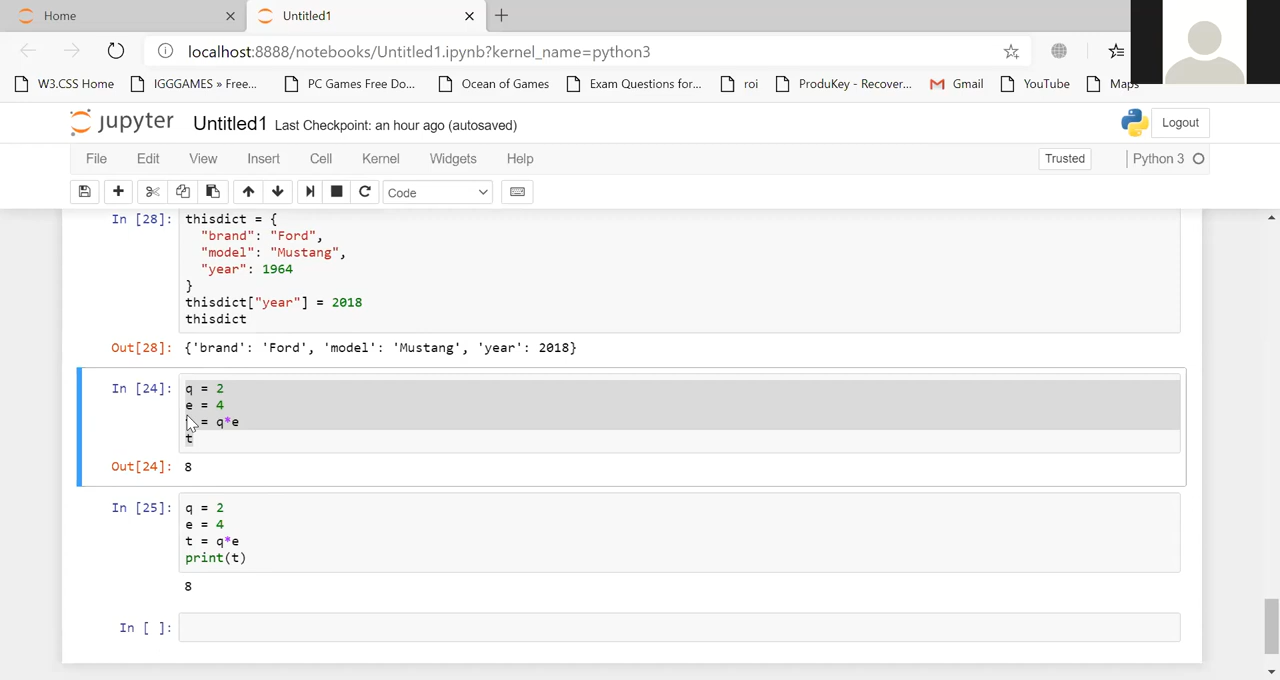 Home
Untitled1
localhost:8888/notebooks/Untitled1.ipynb?kernel_name=python3
W3.CSS Home
IGGGAMES » Free...
PC Games Free Do...
Ocean of Games
Exam Questions for...
roi
ProduKey - Recover...
Gmail
YouTube
Maps
jupyter Untitled1 Last Checkpoint: an hour ago (autosaved)
Logout
File Edit View Insert Cell Kernel Widgets Help
Trusted
Python 3
Code
In [28]: thisdict = {
"brand": "Ford",
"model": "Mustang",
"year": 1964
}
thisdict["year"] = 2018
thisdict
Out[28]: {'brand': 'Ford', 'model': 'Mustang', 'year': 2018}
In [24]: q = 2
e = 4
= q*e
t
Out[24]: 8
In [25]: q = 2
e = 4
t = q*e
print(t)
8
In [ ]: